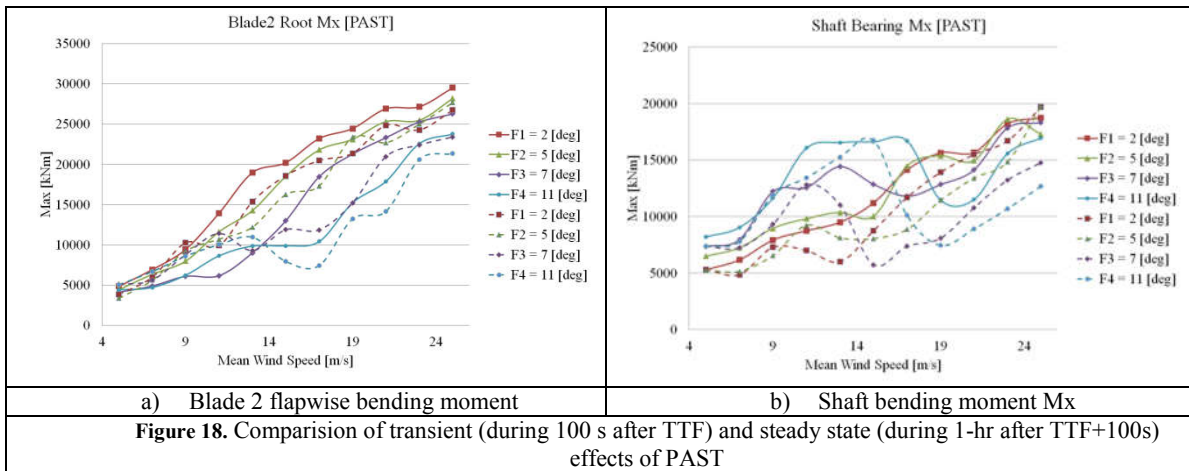 Blade2 Root Mx [PAST]
35000
30000
25000
20000
15000
10000
5000
0
Max [kNm]
4
9
14
19
24
Mean Wind Speed [m/s]
F1 = 2 [deg]
F2 = 5 [deg]
F3 = 7 [deg]
F4 = 11 [deg]
F1 = 2 [deg]
F2 = 5 [deg]
F3 = 7 [deg]
F4 = 11 [deg]
Shaft Bearing Mx [PAST]
25000
20000
15000
10000
5000
0
Max [kNm]
4
9
14
19
24
Mean Wind Speed [m/s]
F1 = 2 [deg]
F2 = 5 [deg]
F3 = 7 [deg]
F4 = 11 [deg]
F1 = 2 [deg]
F2 = 5 [deg]
F3 = 7 [deg]
F4 = 11 [deg]
a) Blade 2 flapwise bending moment
b) Shaft bending moment Mx
Figure 18. Comparision of transient (during 100 s after TTF) and steady state (during 1-hr after TTF+100s)
effects of PAST